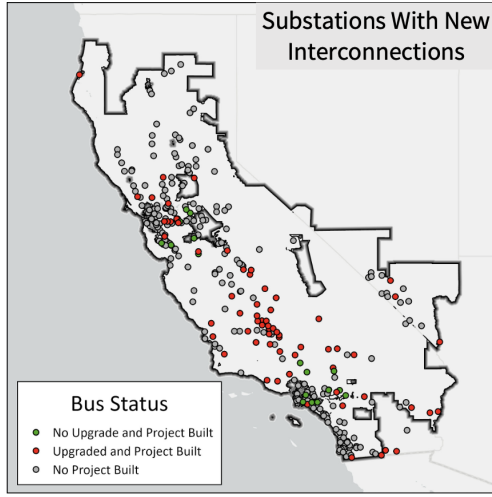 Substations With New
Interconnections
Bus Status
No Upgrade and Project Built
Upgraded and Project Built
No Project Built